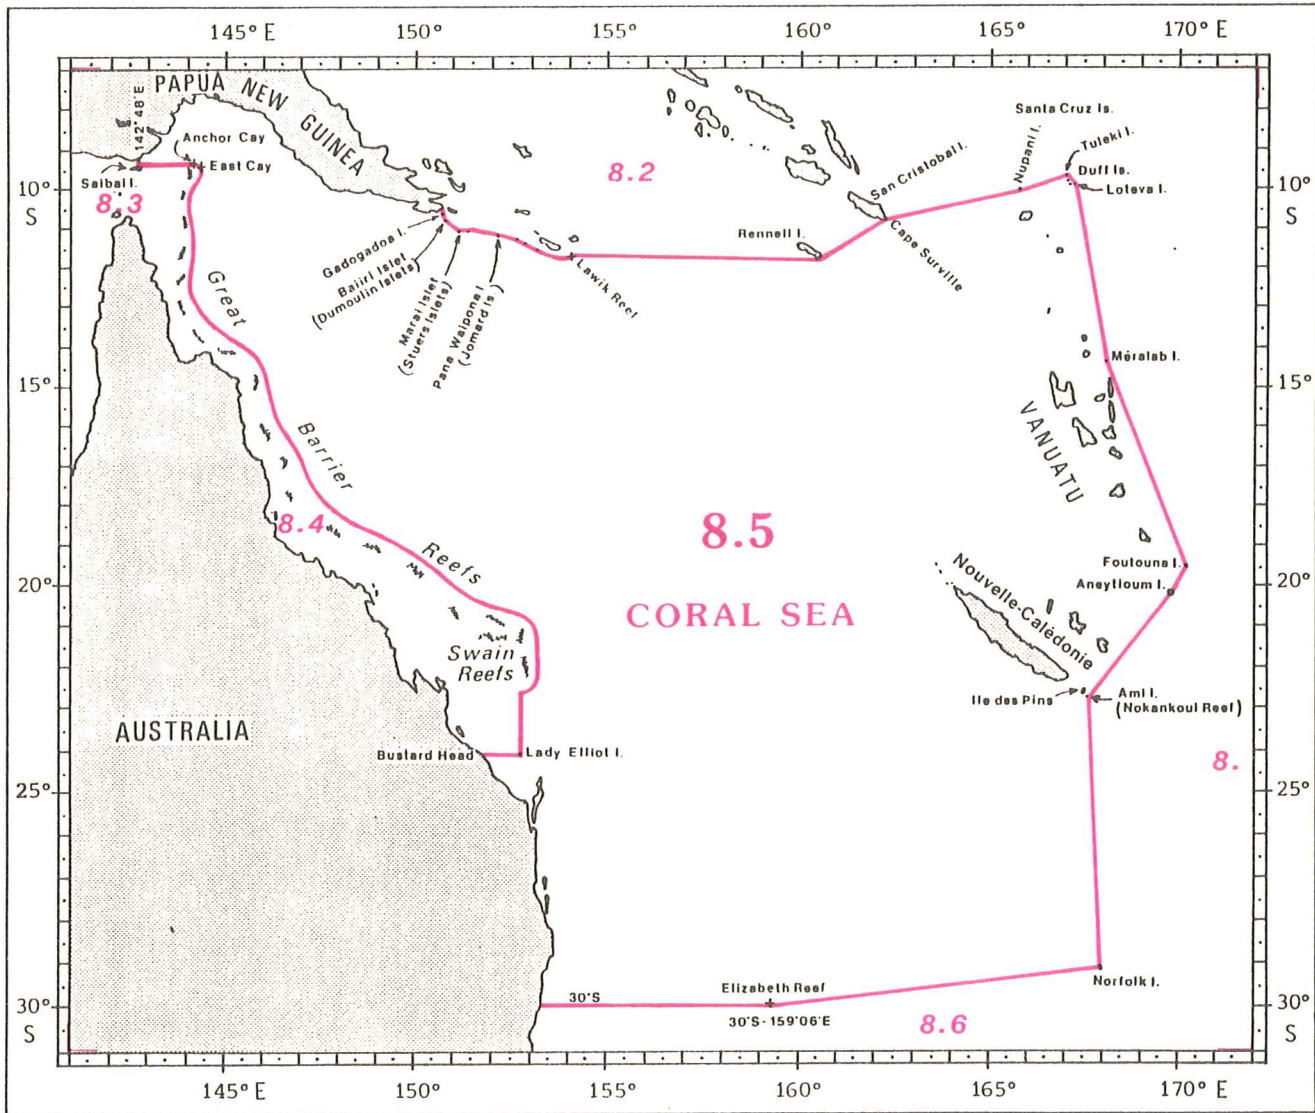 145° E 150° 155° 160° 165° 170° E
PAPUA NEW GUINEA
142°48'E
Anchor Cay
East Cay
Saibai I.
Santa Cruz Is.
Nupani I.
Tuleki I.
Duff Is.
Loteva I.
8.2
San Cristobal I.
10°
S
8.3
10°
S
Rennell I.
Cape Surville
Gadogadoa I.
Baiiri Islet
(Dumoulin Islets)
Marai Islet
(Stuers Islets)
Pana Waipona I
(Jomard Is)
Lawik Reef
Great
Méralab I.
15°
15°
Barrier
VANUATU
8.4
8.5
Reefs
Foutouna I.
20°
20°
Aneytioum I.
Nouvelle-Calédonie
CORAL SEA
Swain
Reefs
Ile des Pins
Ami I.
(Nokankoui Reef)
AUSTRALIA
Bustard Head
Lady Elliot I.
8.
25°
25°
Norfolk I.
Elizabeth Reef
30°
S
30°S
30°S-159°06'E
8.6
30°
S
145° E 150° 155° 160° 165° 170° E